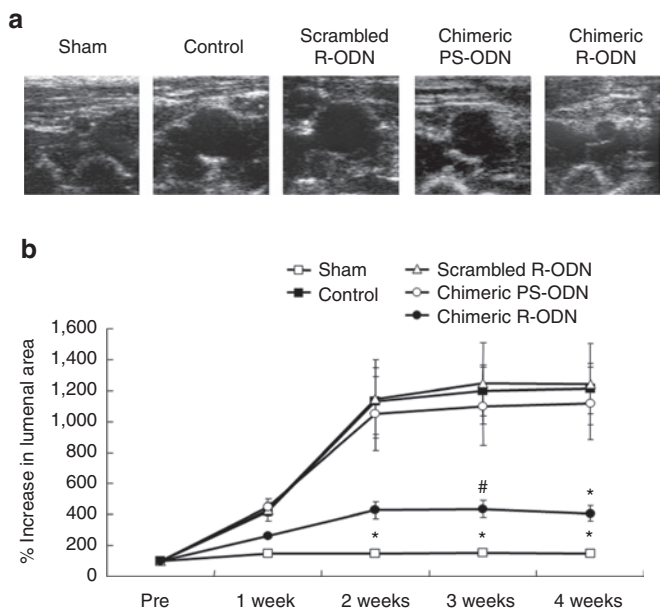 a
Sham
Control
Scrambled
R-ODN
Chimeric
PS-ODN
Chimeric
R-ODN
b
Sham
Control
Scrambled R-ODN
Chimeric PS-ODN
Chimeric R-ODN
% Increase in lumenal area
1,600
1,400
1,200
1,000
800
600
400
200
0
#
*
*
*
*
Pre
1 week
2 weeks
3 weeks
4 weeks